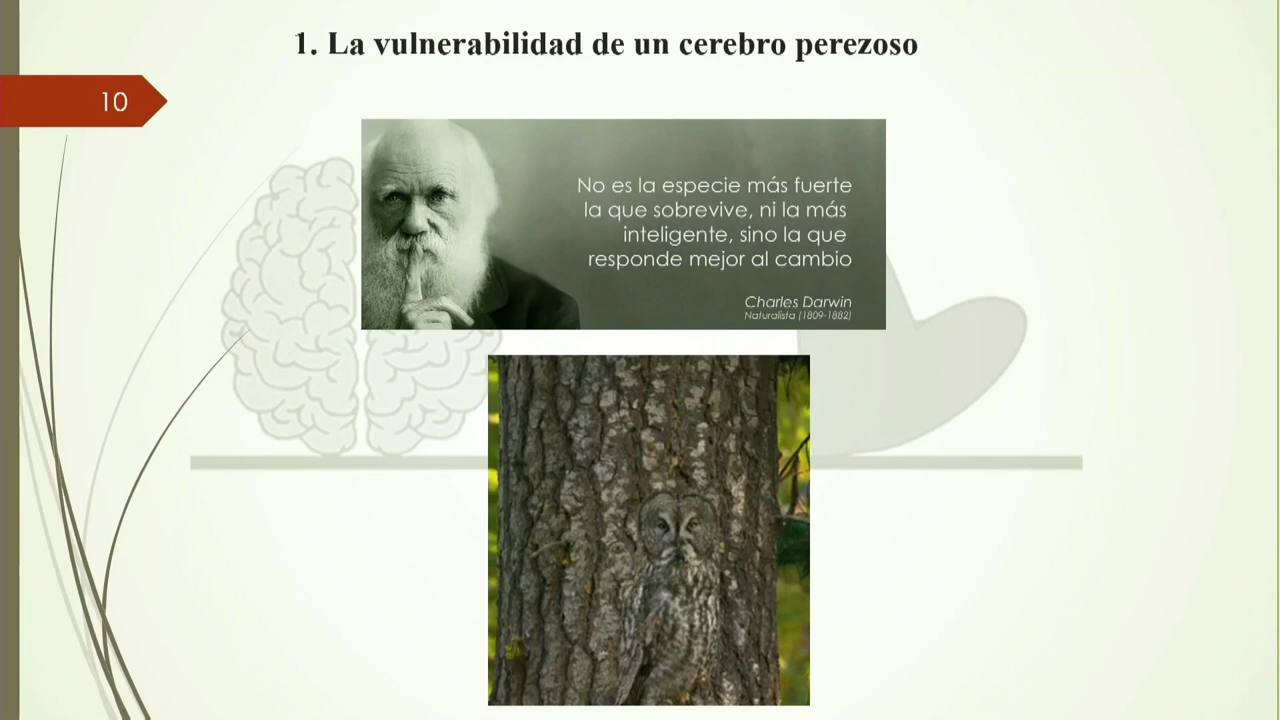 1. La vulnerabilidad de un cerebro perezoso
10
No es la especie más fuerte
la que sobrevive, ni la más
inteligente, sino la que
responde mejor al cambio
Charles Darwin
Naturalista (1809-1882)